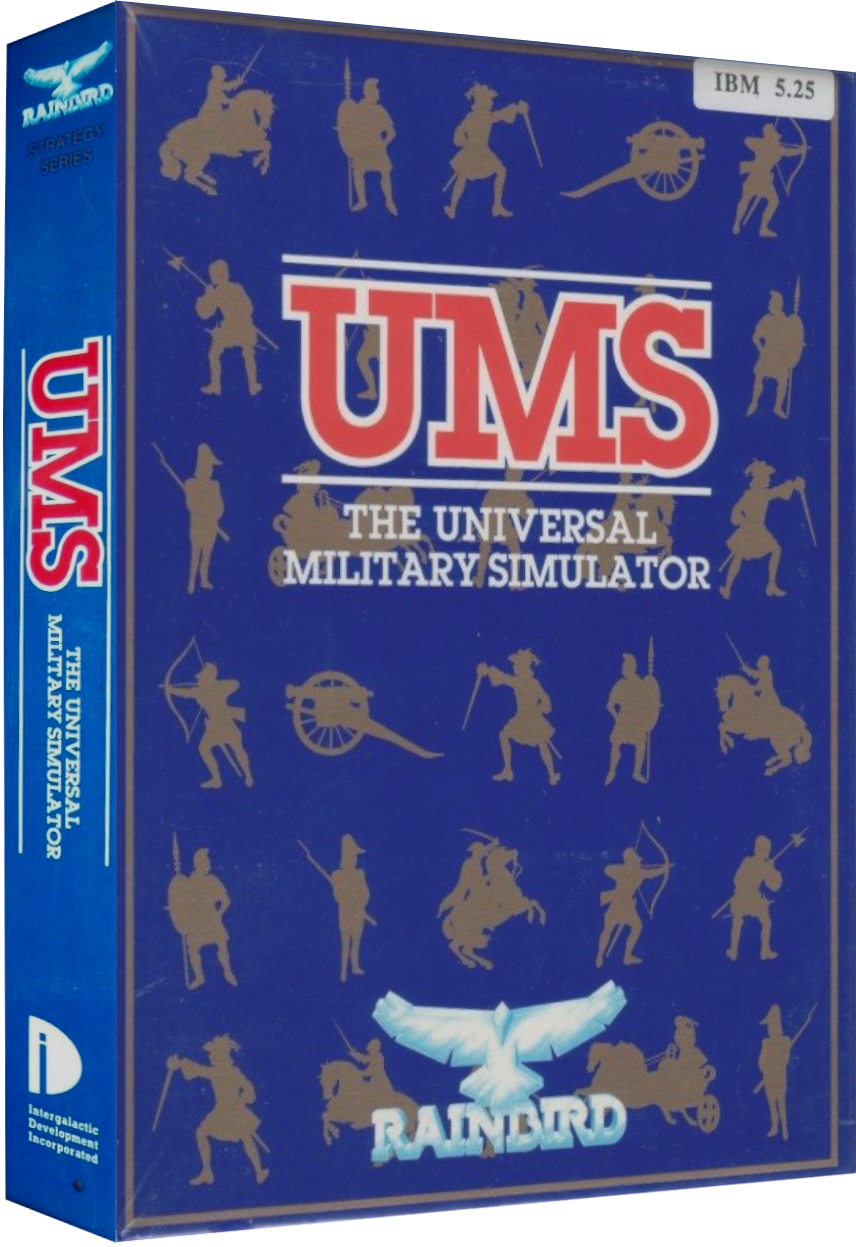 RAINBIRD
STRATEGY
SERIES
UMS
THE UNIVERSAL
MILITARY SIMULATOR
Intergalactic
Development
Incorporated
IBM 5.25
UMS
THE UNIVERSAL
MILITARY SIMULATOR
RAINBIRD